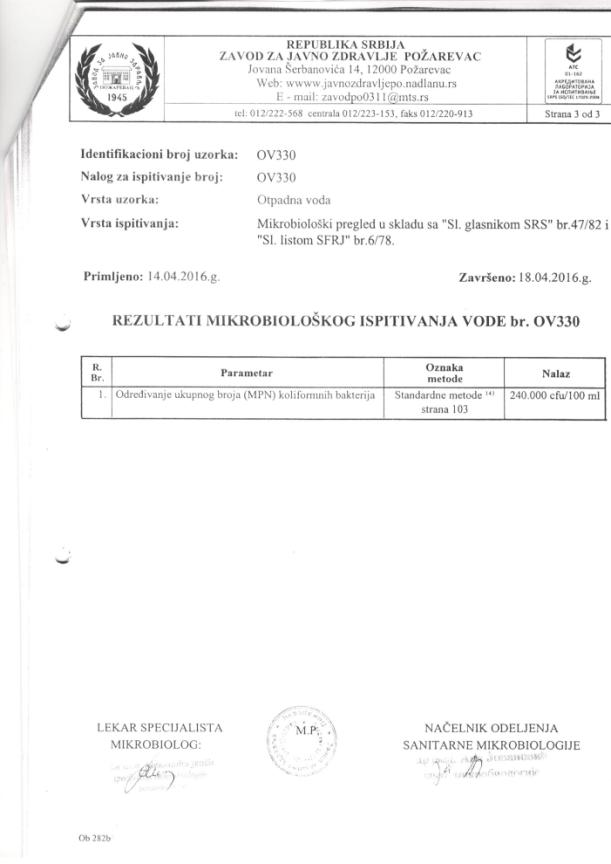 REPUBLIKA SRBIJA
ZAVOD ZA JAVNO ZDRAVLJE POŽAREVAC
Jovana Šerbanovića 14, 12000 Požarevac
Web: wwww.javnozdravljepo.nadlanu.rs
E - mail: zavodpo0311@mts.rs
tel: 012/222-568 centrala 012/223-153, faks 012/220-913
1945
АТС
01-162
АКРЕДИТОВАНА
ЛАБОРАТОРИЈА
ЗА ИСПИТИВАЊЕ
Strana 3 od 3
Identifikacioni broj uzorka: OV330
Nalog za ispitivanje broj: OV330
Vrsta uzorka: Otpadna voda
Vrsta ispitivanja: Mikrobiološki pregled u skladu sa "Sl. glasnikom SRS" br.47/82 i
"Sl. listom SFRJ" br.6/78.
Primljeno: 14.04.2016.g. Završeno: 18.04.2016.g.
REZULTATI MIKROBIOLOŠKOG ISPITIVANJA VODE br. OV330
R. Br. Parametar Oznaka metode Nalaz
1. Određivanje ukupnog broja (MPN) koliformnih bakterija Standardne metode (4) strana 103 240.000 cfu/100 ml
LEKAR SPECIJALISTA
MIKROBIOLOG:
M.P.
NAČELNIK ODELJENJA
SANITARNE MIKROBIOLOGIJE
Ob 282b